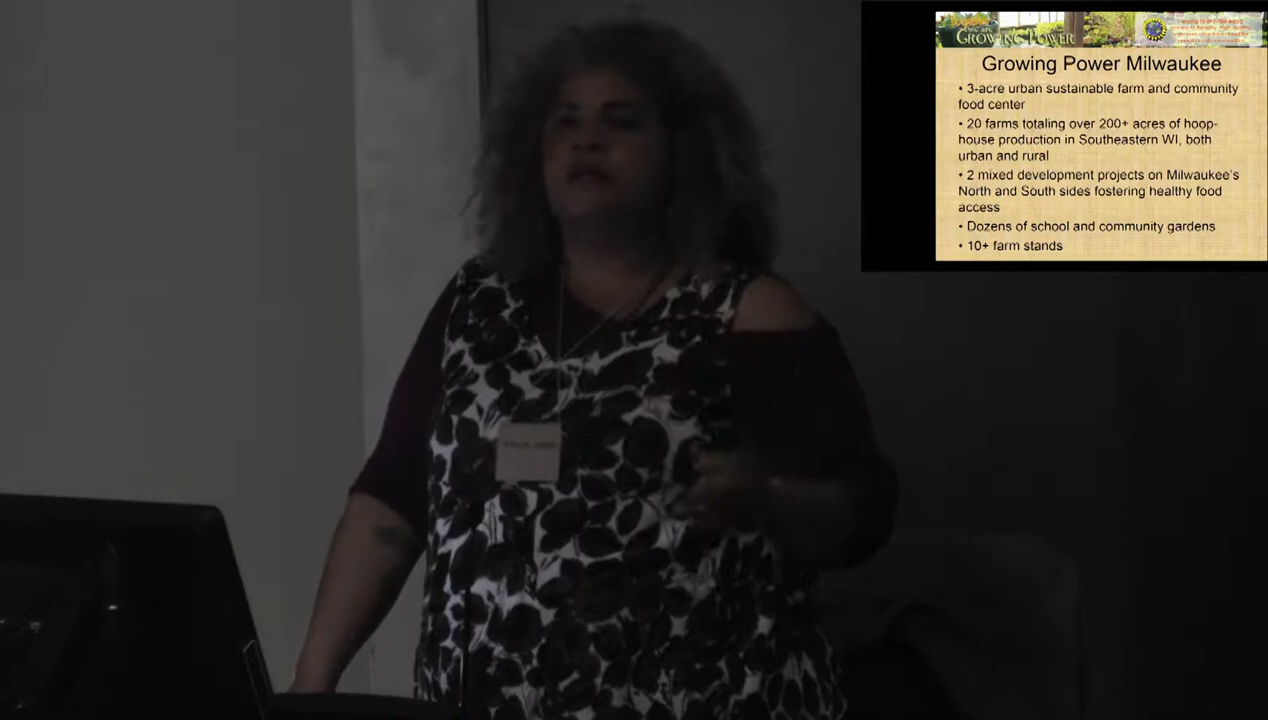 we are
GROWING POWER
Growing Power Milwaukee
• 3-acre urban sustainable farm and community
food center
• 20 farms totaling over 200+ acres of hoop-
house production in Southeastern WI, both
urban and rural
• 2 mixed development projects on Milwaukee's
North and South sides fostering healthy food
access
• Dozens of school and community gardens
• 10+ farm stands